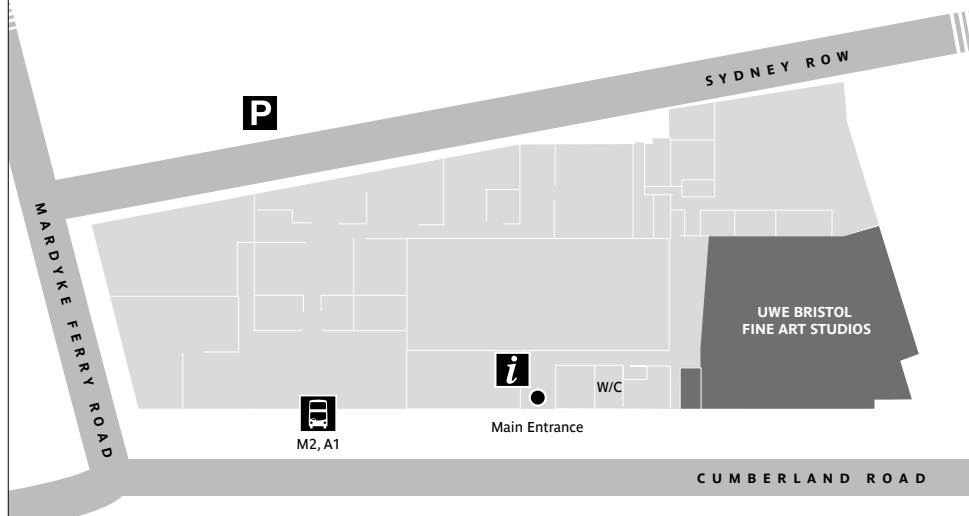 SYDNEY ROW
P
MARDYKE FERRY ROAD
UWE BRISTOL
FINE ART STUDIOS
i
W/C
Main Entrance
M2, A1
CUMBERLAND ROAD